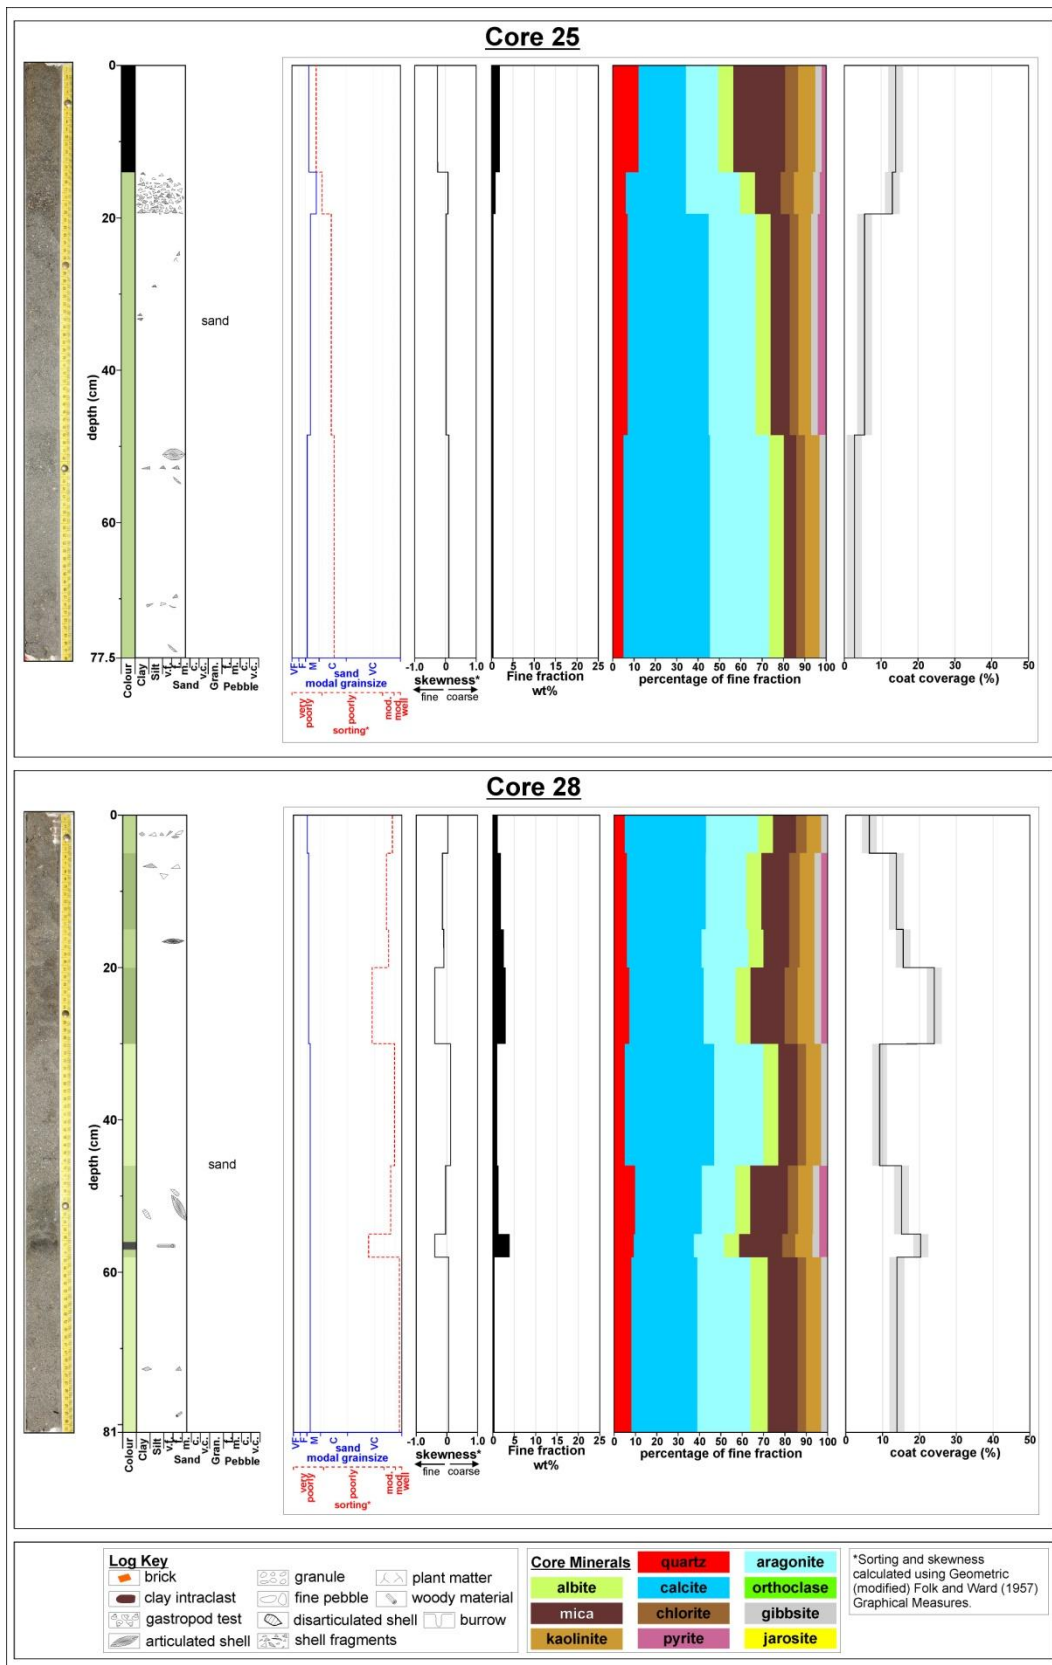 Core 25
0
20
40
60
77.5
depth (cm)
sand
Colour
Clay
Silt
v.f.
f.
m.
c.
v.c.
Sand
Gran.
f.
m.
c.
v.c.
Pebble
VF
F
M
C
VC
sand
modal grainsize
very poorly
poorly
mod.
mod. well
sorting*
-1.0 0 1.0
skewness*
fine coarse
0 5 10 15 20 25
Fine fraction
wt%
0 10 20 30 40 50 60 70 80 90 100
percentage of fine fraction
0 10 20 30 40 50
coat coverage (%)
Core 28
0
20
40
60
81
depth (cm)
sand
Colour
Clay
Silt
v.f.
f.
m.
c.
v.c.
Sand
Gran.
f.
m.
c.
v.c.
Pebble
VF
F
M
C
VC
sand
modal grainsize
very poorly
poorly
mod.
mod. well
sorting*
-1.0 0 1.0
skewness*
fine coarse
0 5 10 15 20 25
Fine fraction
wt%
0 10 20 30 40 50 60 70 80 90 100
percentage of fine fraction
0 10 20 30 40 50
coat coverage (%)
Log Key
brick
clay intraclast
gastropod test
articulated shell
granule
fine pebble
disarticulated shell
shell fragments
plant matter
woody material
burrow
Core Minerals
quartz
aragonite
albite
calcite
orthoclase
mica
chlorite
gibbsite
kaolinite
pyrite
jarosite
*Sorting and skewness
calculated using Geometric
(modified) Folk and Ward (1957)
Graphical Measures.